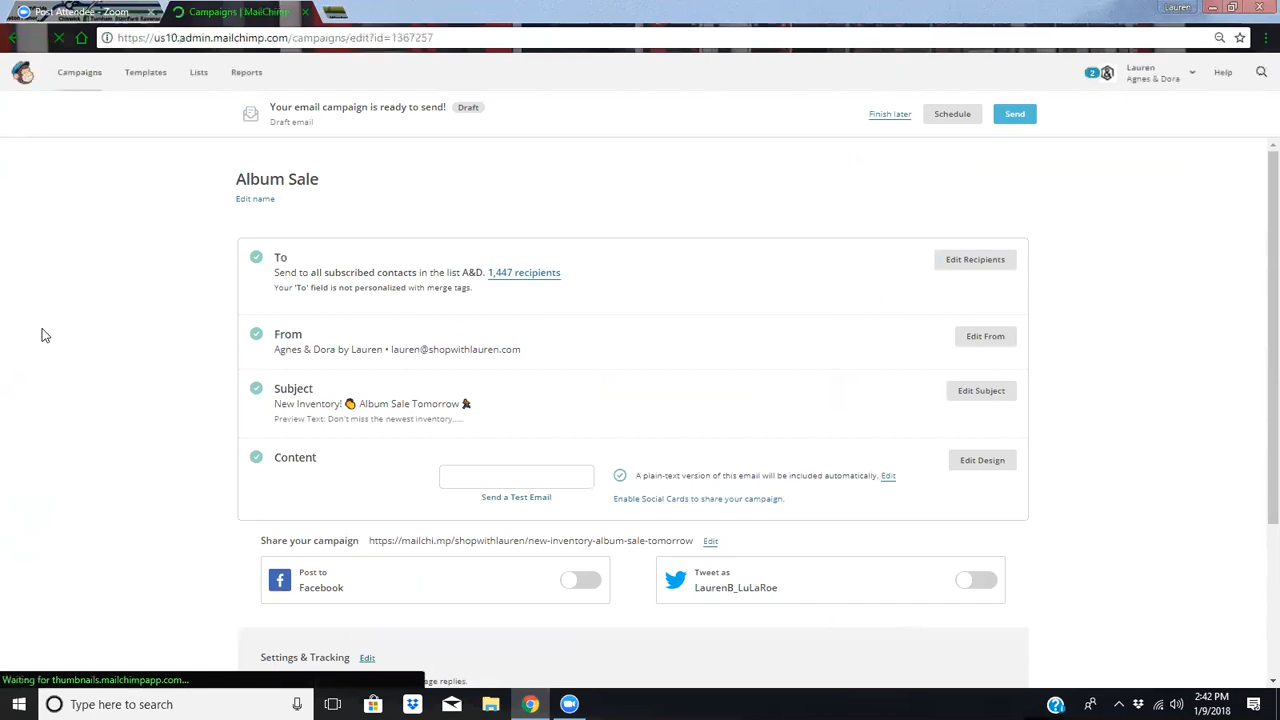 Post Attendee - Zoom
Campaigns | MailChimp
Lauren
https://us10.admin.mailchimp.com/campaigns/edit?id=1367257
Campaigns
Templates
Lists
Reports
2
Lauren
Agnes & Dora
Help
Your email campaign is ready to send! Draft
Draft email
Finish later
Schedule
Send
Album Sale
Edit name
To
Send to all subscribed contacts in the list A&D. 1,447 recipients
Your 'To' field is not personalized with merge tags.
Edit Recipients
From
Agnes & Dora by Lauren • lauren@shopwithlauren.com
Edit From
Subject
New Inventory! 👏 Album Sale Tomorrow 💃
Preview Text: Don't miss the newest inventory.....
Edit Subject
Content
Send a Test Email
A plain-text version of this email will be included automatically. Edit
Enable Social Cards to share your campaign.
Edit Design
Share your campaign https://mailchi.mp/shopwithlauren/new-inventory-album-sale-tomorrow Edit
Post to
Facebook
Tweet as
LaurenB_LuLaRoe
Settings & Tracking Edit
age replies.
Waiting for thumbnails.mailchimpapp.com...
Type here to search
2:42 PM
1/9/2018